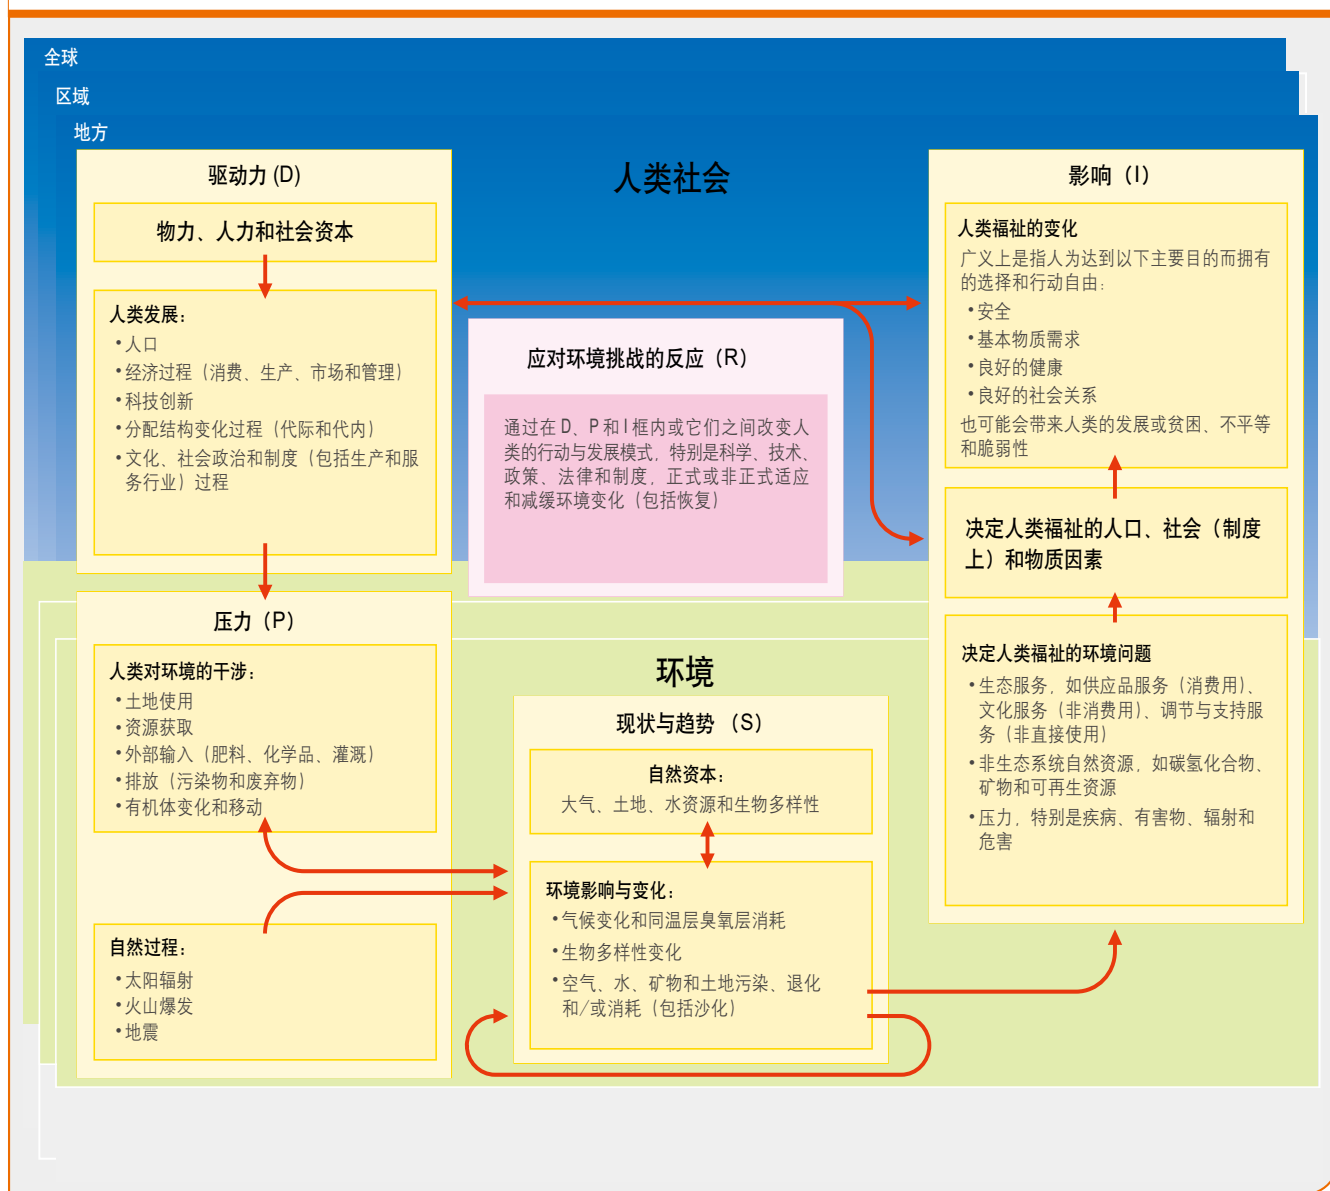 全球
区域
地方
人类社会
驱动力 (D)
物力、人力和社会资本
人类发展：
•人口
•经济过程（消费、生产、市场和管理）
•科技创新
•分配结构变化过程（代际和代内）
•文化、社会政治和制度（包括生产和服
务行业）过程
压力（P）
人类对环境的干涉：
•土地使用
•资源获取
•外部输入（肥料、化学品、灌溉）
•排放（污染物和废弃物）
•有机体变化和移动
自然过程：
•太阳辐射
•火山爆发
•地震
应对环境挑战的反应（R）
通过在 D、P 和 I 框内或它们之间改变人
类的行动与发展模式，特别是科学、技术、
政策、法律和制度，正式或非正式适应
和减缓环境变化（包括恢复）
环境
现状与趋势 （S）
自然资本：
大气、土地、水资源和生物多样性
环境影响与变化：
•气候变化和同温层臭氧层消耗
•生物多样性变化
•空气、水、矿物和土地污染、退化
和/或消耗（包括沙化）
影响（I）
人类福祉的变化
广义上是指人为达到以下主要目的而拥有
的选择和行动自由：
•安全
•基本物质需求
•良好的健康
•良好的社会关系
也可能会带来人类的发展或贫困、不平等
和脆弱性
决定人类福祉的人口、社会（制度
上）和物质因素
决定人类福祉的环境问题
•生态服务，如供应品服务（消费用）、
文化服务（非消费用）、调节与支持服
务（非直接使用）
•非生态系统自然资源，如碳氢化合物、
矿物和可再生资源
•压力，特别是疾病、有害物、辐射和
危害